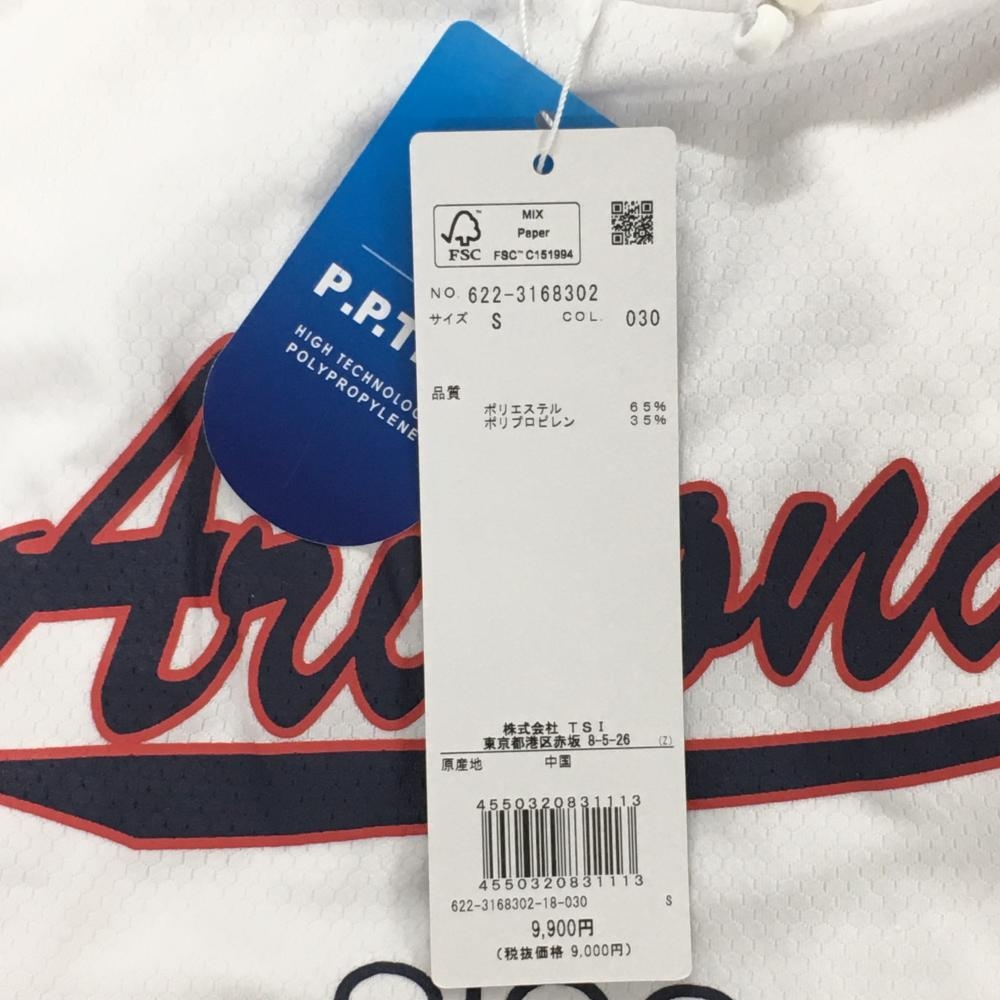 P.P.T
HIGH TECHNOLOG
POLYPROPYLENE
MIX
Paper
FSC FSC™ C151994
NO. 622-3168302
サイズ S COL. 030
品質
ポリエステル 65%
ポリプロピレン 35%
株式会社 TSI
東京都港区赤坂 8-5-26 (Z)
原産地 中国
4550320831113
4550320831113
622-3168302-18-030 S
9,900円
(税抜価格 9,000円)